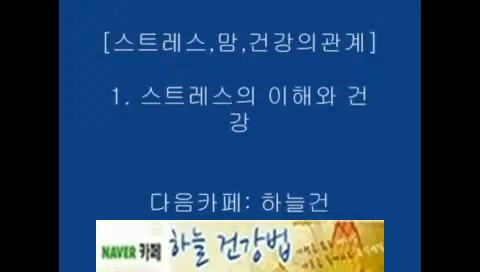 [스트레스,맘,건강의관계]
1. 스트레스의 이해와 건
강
다음카페: 하늘건
NAVER 카페 하늘 건강법